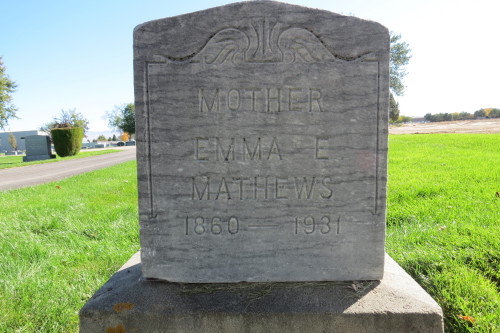 MOTHER
EMMA E
MATHEWS
1860 — 1931